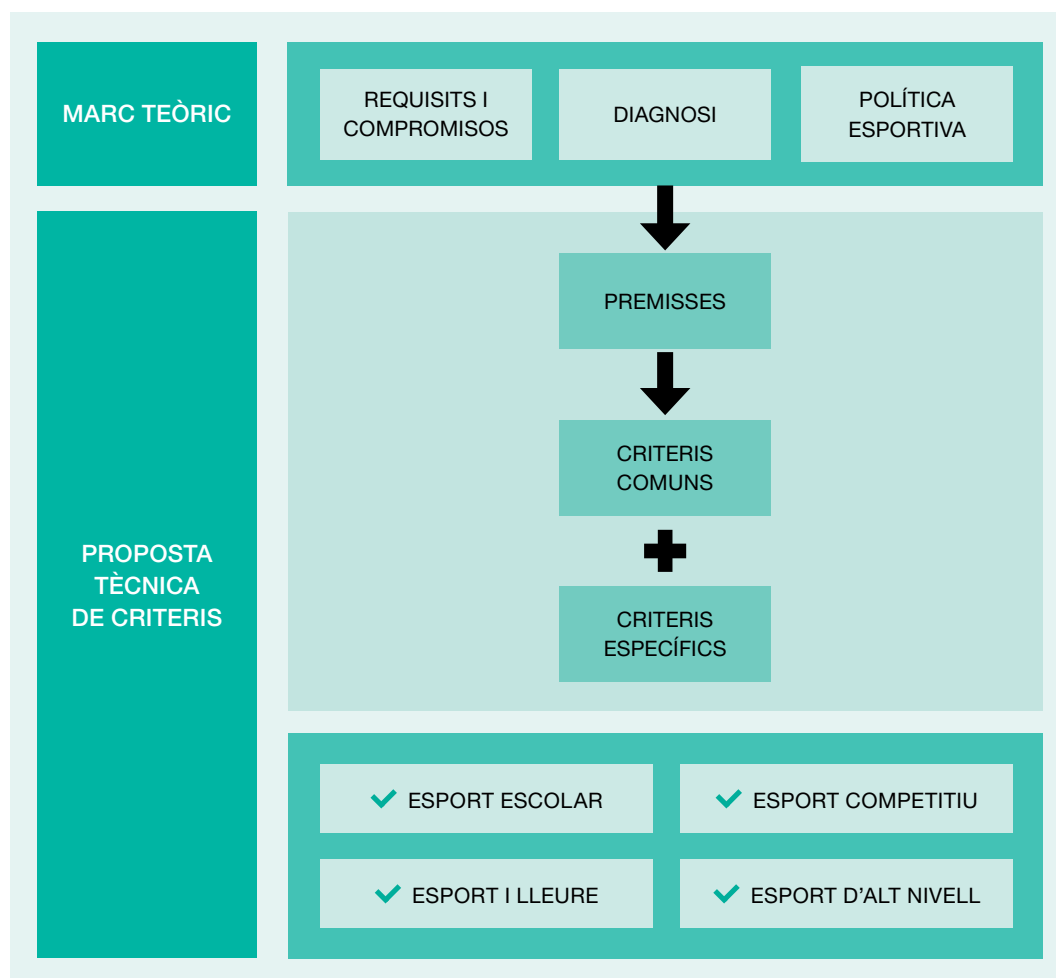 MARC TEÒRIC
REQUISITS I
COMPROMISOS
DIAGNOSI
POLÍTICA
ESPORTIVA
PROPOSTA
TÈCNICA
DE CRITERIS
PREMISSES
CRITERIS
COMUNS
CRITERIS
ESPECÍFICS
ESPORT ESCOLAR
ESPORT COMPETITIU
ESPORT I LLEURE
ESPORT D’ALT NIVELL